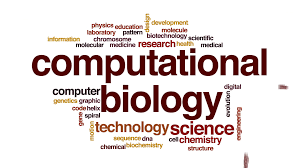 physics education design development
laboratory pattern molecule
information chromosome biotechnology scientific
molecular medicine research health medical
computational
computer biology digital
genetics graphic
code helix
spiral
gene
motion
technology science
evolution
engineering
sequence dna cell chemistry
chemical biochemistry structure